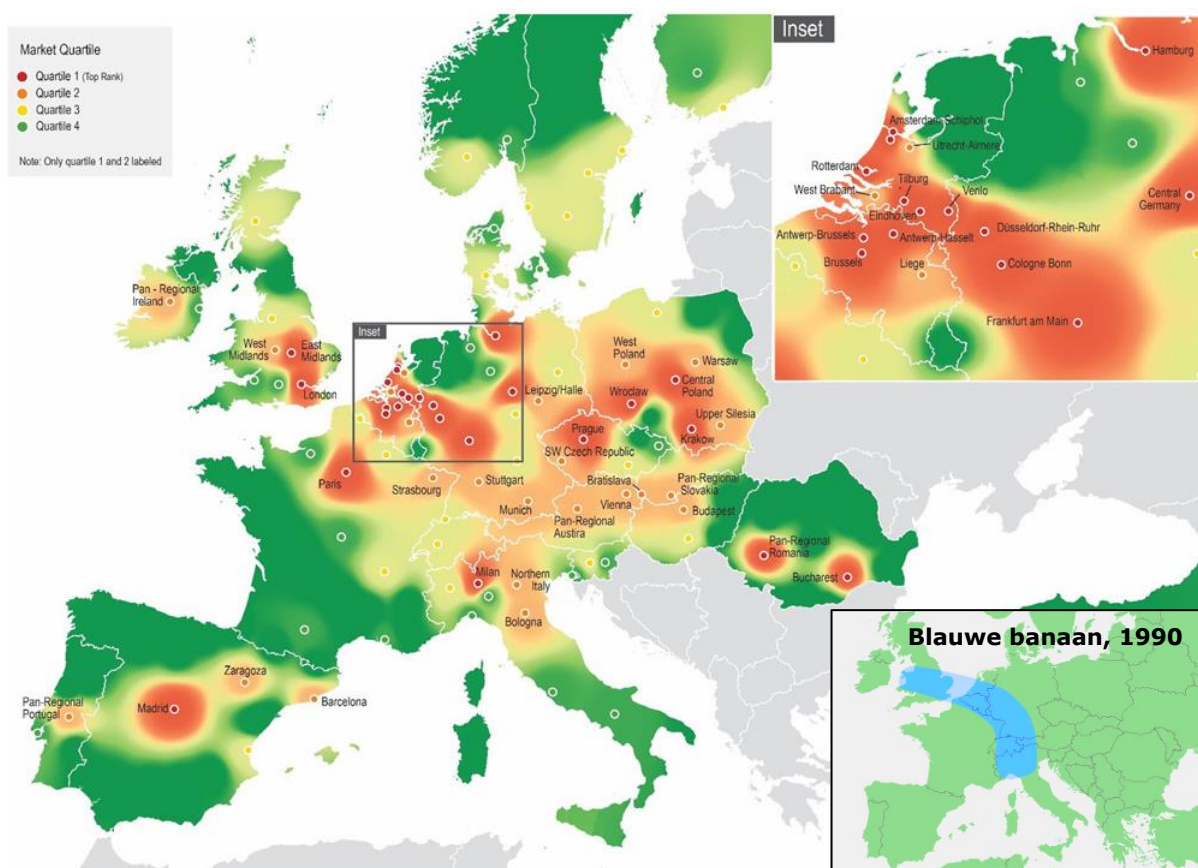 Market Quartile
Quartile 1 (Top Rank)
Quartile 2
Quartile 3
Quartile 4
Note: Only quartile 1 and 2 labeled
Pan - Regional
Ireland
West
Midlands
East
Midlands
London
Inset
Leipzig/Halle
West
Poland
Warsaw
Central
Poland
Wroclaw
Upper Silesia
Krakow
Prague
SW Czech Republic
Paris
Strasbourg
Stuttgart
Munich
Bratislava
Vienna
Pan-Regional
Slovakia
Budapest
Pan-Regional
Austira
Milan
Northern
Italy
Bologna
Pan-Regional
Romania
Bucharest
Zaragoza
Barcelona
Madrid
Pan-Regional
Portugal
Inset
Hamburg
Amsterdam-Schiphol
Utrecht-Almere
Rotterdam
Tilburg
West Brabant
Venlo
Eindhoven
Central
Germany
Antwerp-Brussels
Antwerp-Hasselt
Düsseldorf-Rhein-Ruhr
Brussels
Liege
Cologne Bonn
Frankfurt am Main
Blauwe banaan, 1990